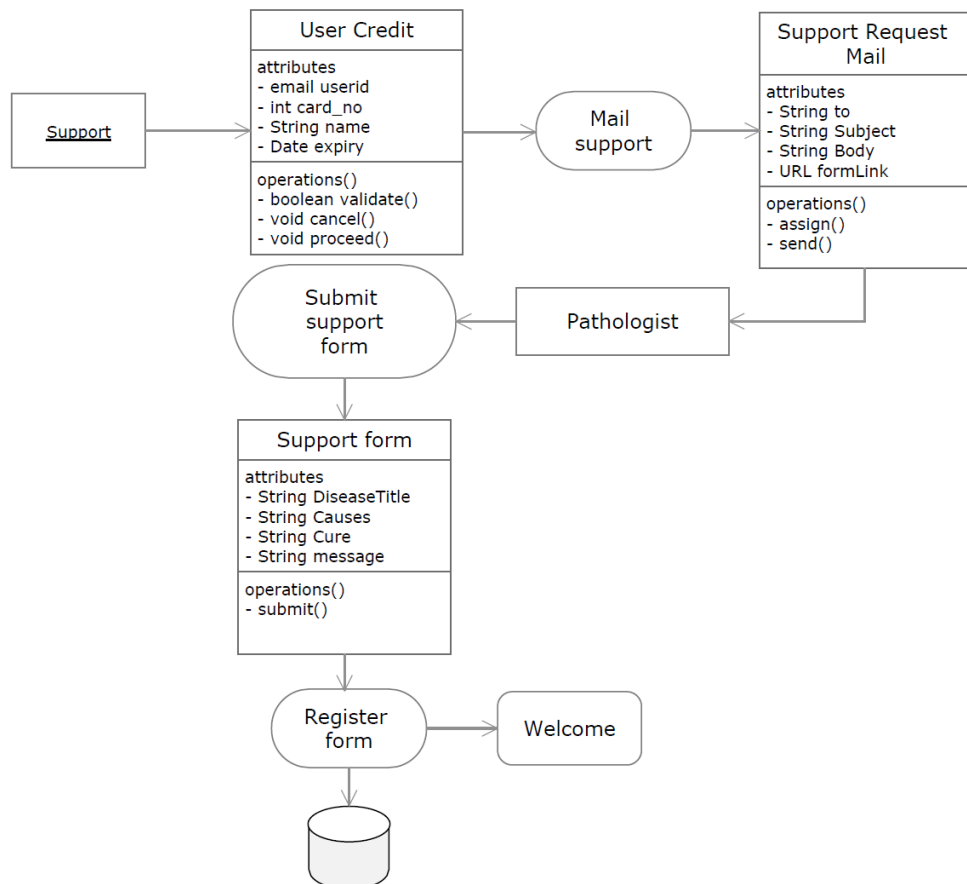 Support
User Credit
attributes
- email userid
- int card_no
- String name
- Date expiry
operations()
- boolean validate()
- void cancel()
- void proceed()
Mail
support
Support Request
Mail
attributes
- String to
- String Subject
- String Body
- URL formLink
operations()
- assign()
- send()
Pathologist
Submit
support
form
Support form
attributes
- String DiseaseTitle
- String Causes
- String Cure
- String message
operations()
- submit()
Register
form
Welcome